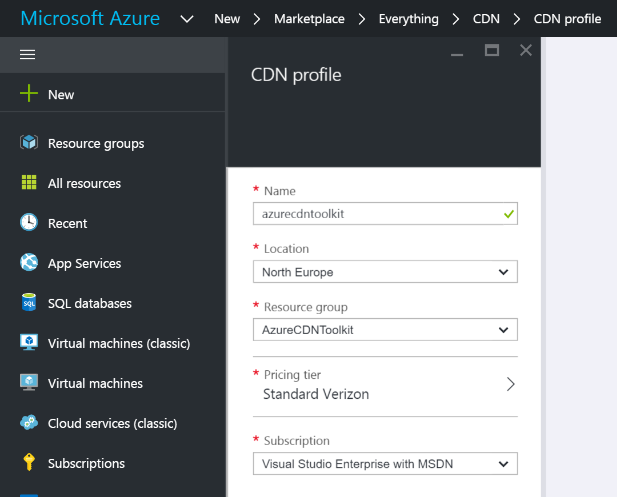 Microsoft Azure New Marketplace Everything CDN CDN profile
CDN profile
New
Resource groups
All resources
Recent
App Services
SQL databases
Virtual machines (classic)
Virtual machines
Cloud services (classic)
Subscriptions
* Name
azurecdntoolkit
* Location
North Europe
* Resource group
AzureCDNToolkit
* Pricing tier
Standard Verizon
* Subscription
Visual Studio Enterprise with MSDN